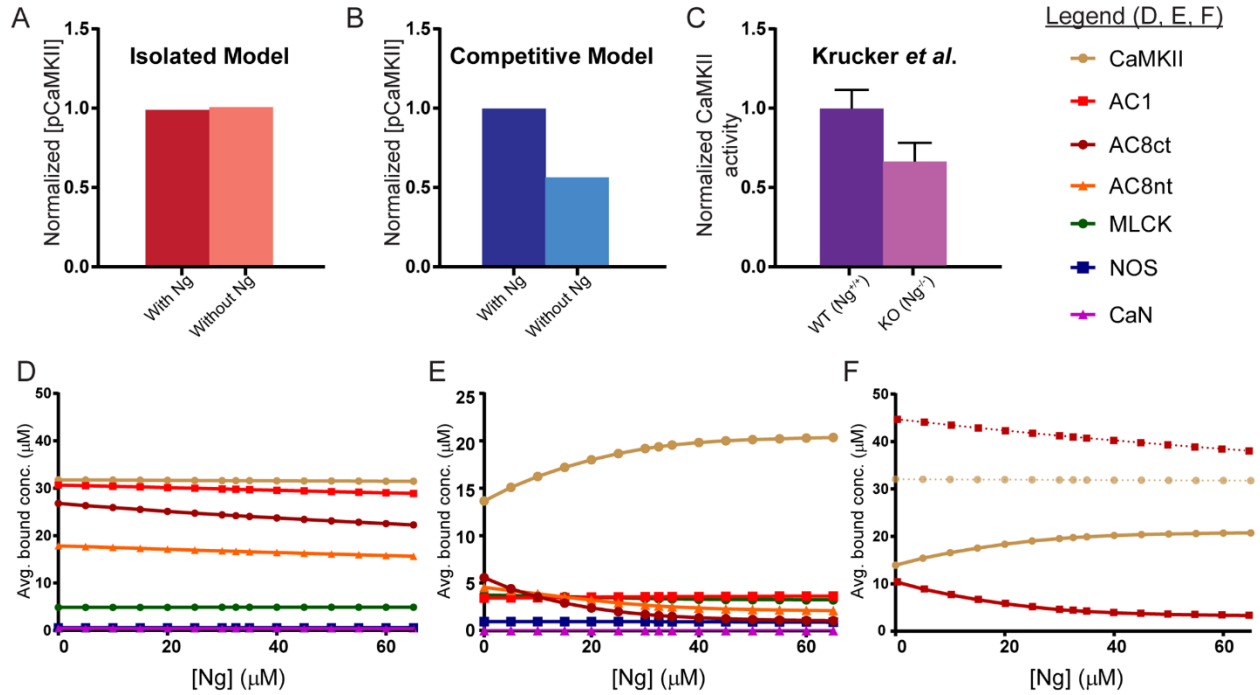 A
Normalized [pCaMKII]
1.5
1.0
0.5
0.0
Isolated Model
With Ng
Without Ng
B
Normalized [pCaMKII]
1.5
1.0
0.5
0.0
Competitive Model
With Ng
Without Ng
C
Normalized CaMKII
activity
1.5
1.0
0.5
0.0
Krucker et al.
WT (Ng+/+)
KO (Ng-/-)
Legend (D, E, F)
CaMKII
AC1
AC8ct
AC8nt
MLCK
NOS
CaN
D
Avg. bound conc. (μM)
50
40
30
20
10
0
0
20
40
60
[Ng] (μM)
E
Avg. bound conc. (μM)
25
20
15
10
5
0
0
20
40
60
[Ng] (μM)
F
Avg. bound conc. (μM)
50
40
30
20
10
0
0
20
40
60
[Ng] (μM)